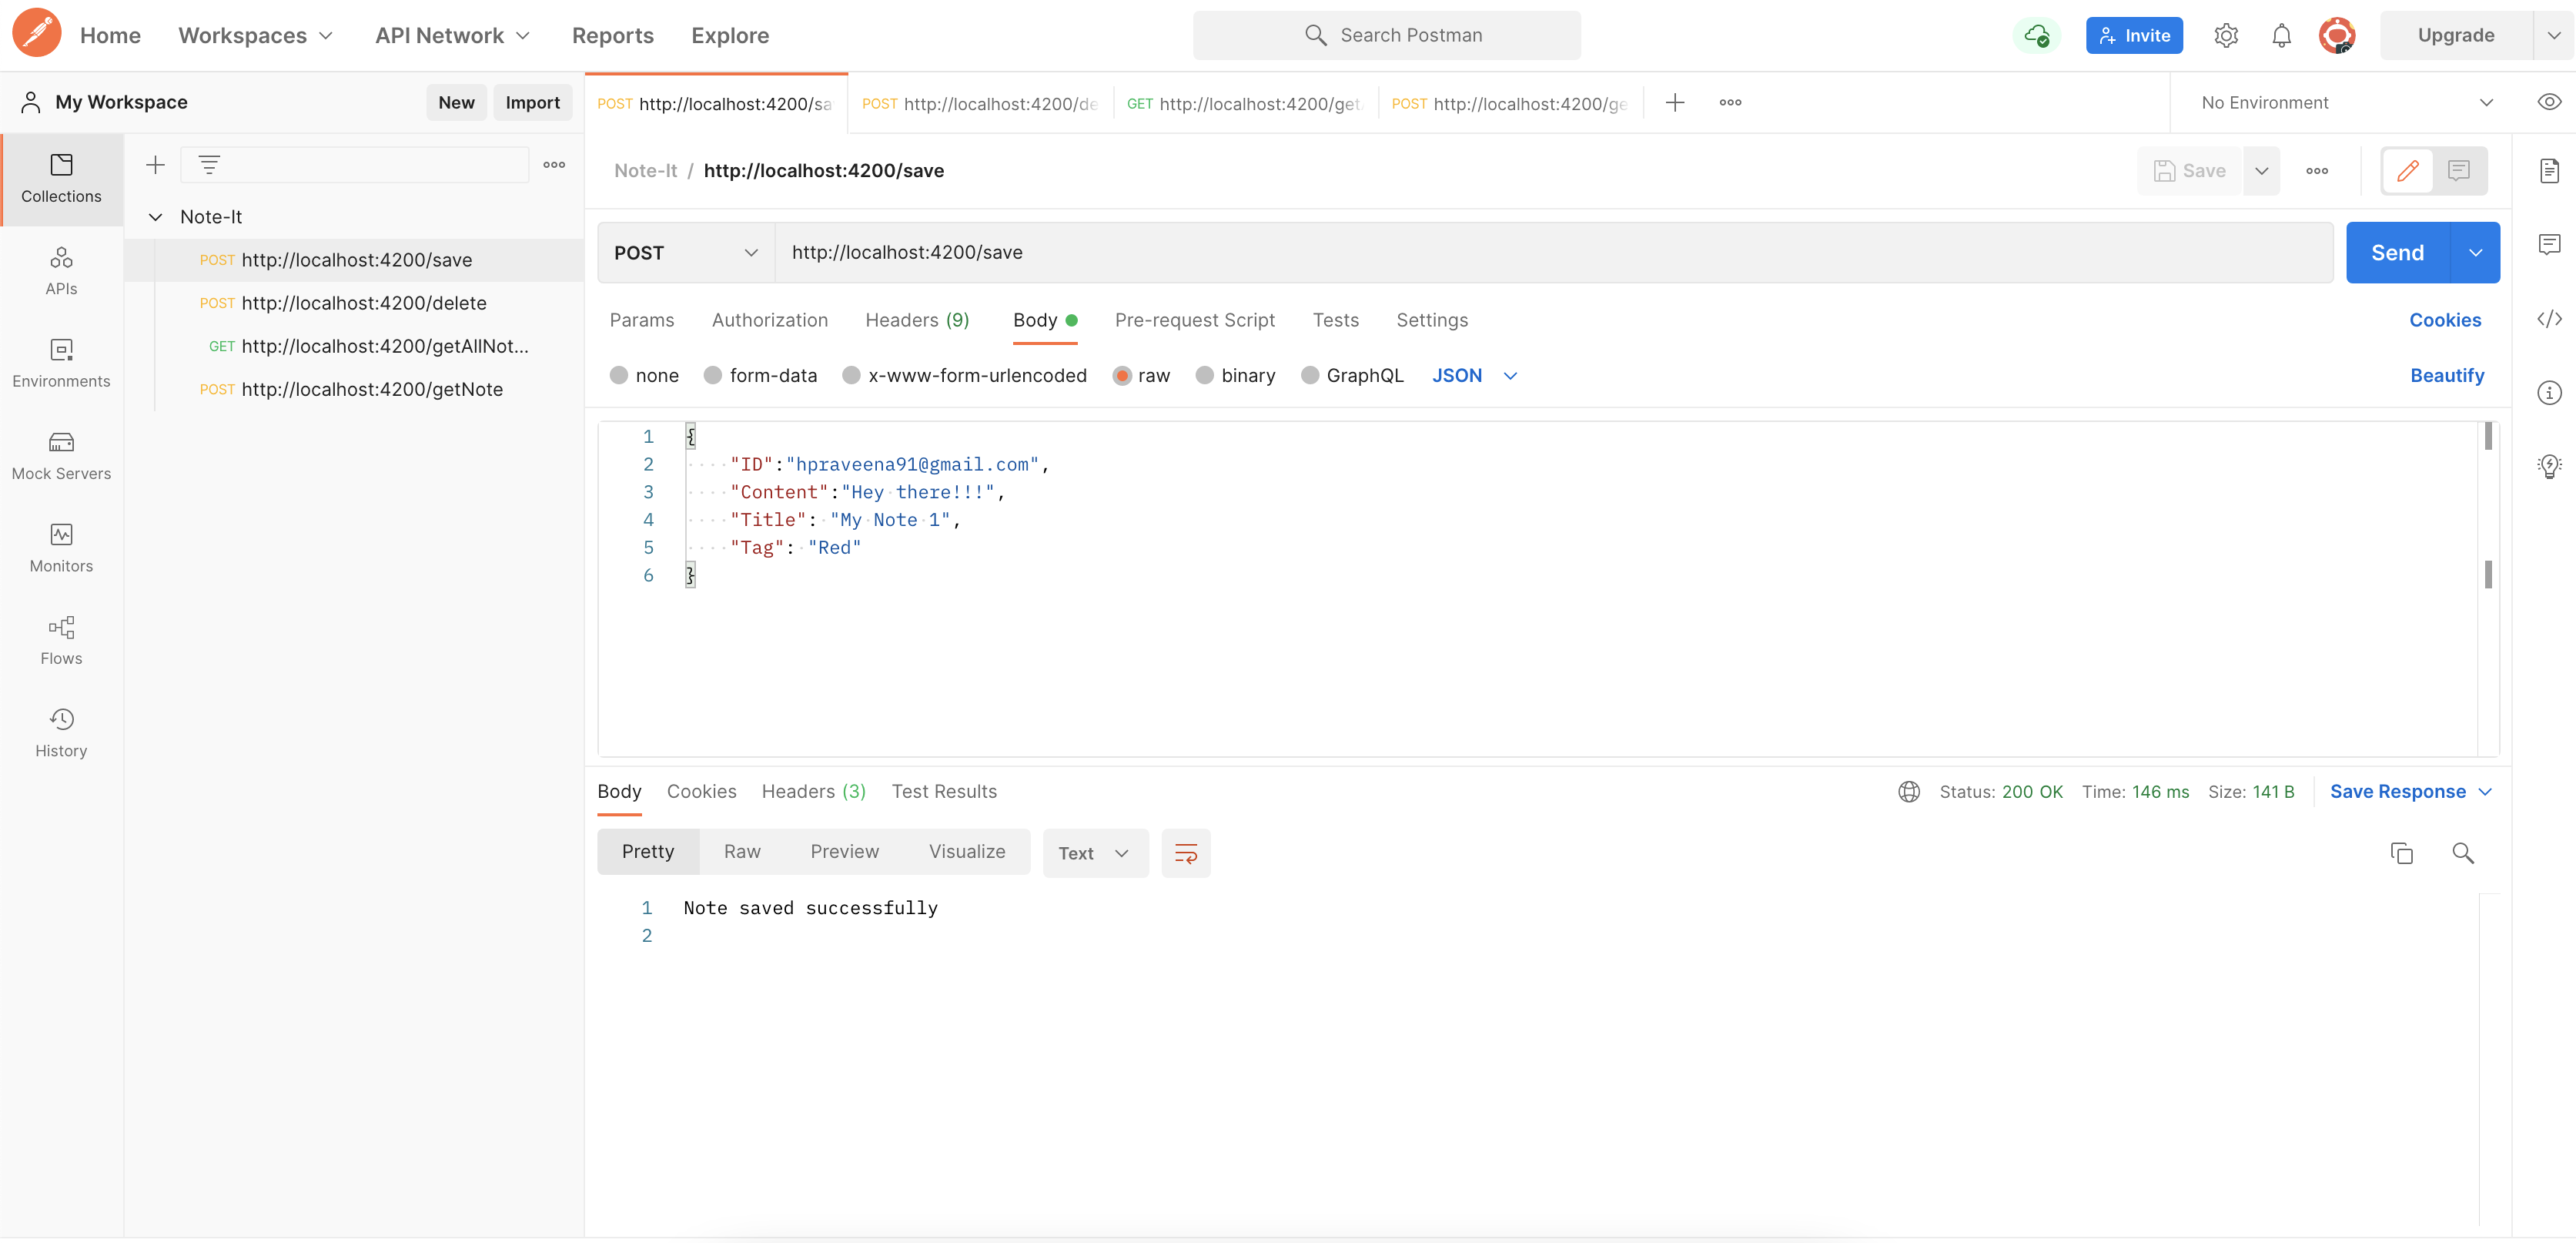 Home Workspaces API Network Reports Explore Search Postman Invite Upgrade
My Workspace New Import
POST http://localhost:4200/sa POST http://localhost:4200/de GET http://localhost:4200/get POST http://localhost:4200/ge No Environment
Collections
APIs
Environments
Mock Servers
Monitors
Flows
History
Note-It
POST http://localhost:4200/save
POST http://localhost:4200/delete
GET http://localhost:4200/getAllNot...
POST http://localhost:4200/getNote
Note-It / http://localhost:4200/save Save
POST http://localhost:4200/save Send
Params Authorization Headers (9) Body Pre-request Script Tests Settings Cookies
none form-data x-www-form-urlencoded raw binary GraphQL JSON Beautify
1 {
2 "ID":"hpraveena91@gmail.com",
3 "Content":"Hey there!!!",
4 "Title": "My Note 1",
5 "Tag": "Red"
6 }
Body Cookies Headers (3) Test Results Status: 200 OK Time: 146 ms Size: 141 B Save Response
Pretty Raw Preview Visualize Text
1 Note saved successfully
2